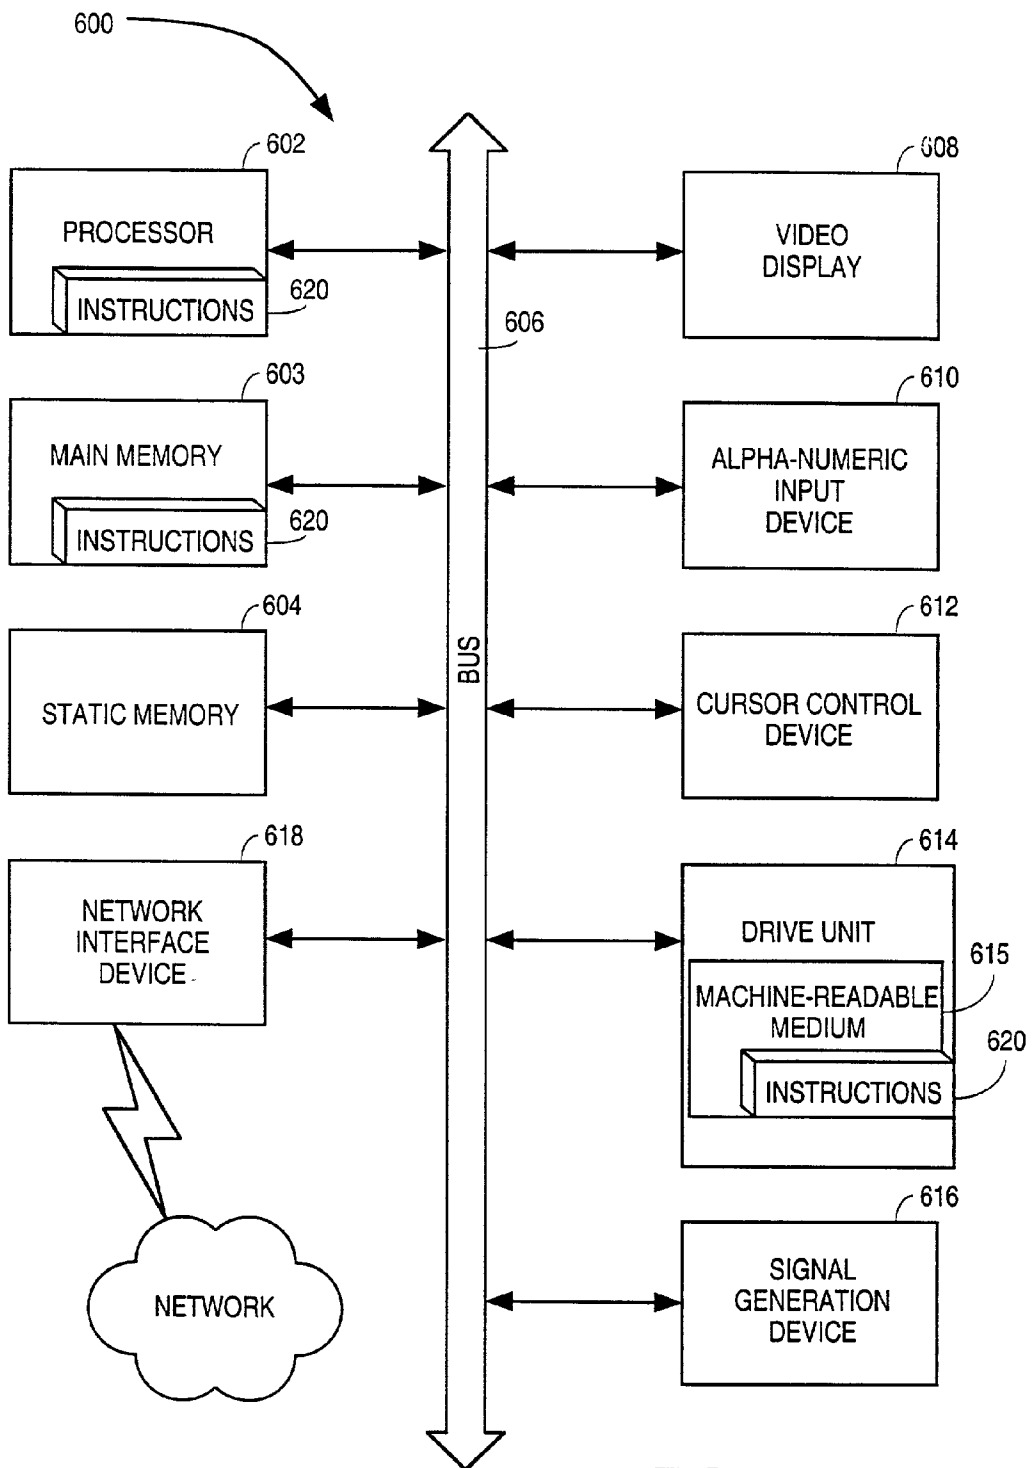 600
602
PROCESSOR
INSTRUCTIONS
620
603
MAIN MEMORY
INSTRUCTIONS
620
604
STATIC MEMORY
618
NETWORK
INTERFACE
DEVICE
NETWORK
606
BUS
608
VIDEO
DISPLAY
610
ALPHA-NUMERIC
INPUT
DEVICE
612
CURSOR CONTROL
DEVICE
614
DRIVE UNIT
615
MACHINE-READABLE
MEDIUM
620
INSTRUCTIONS
616
SIGNAL
GENERATION
DEVICE